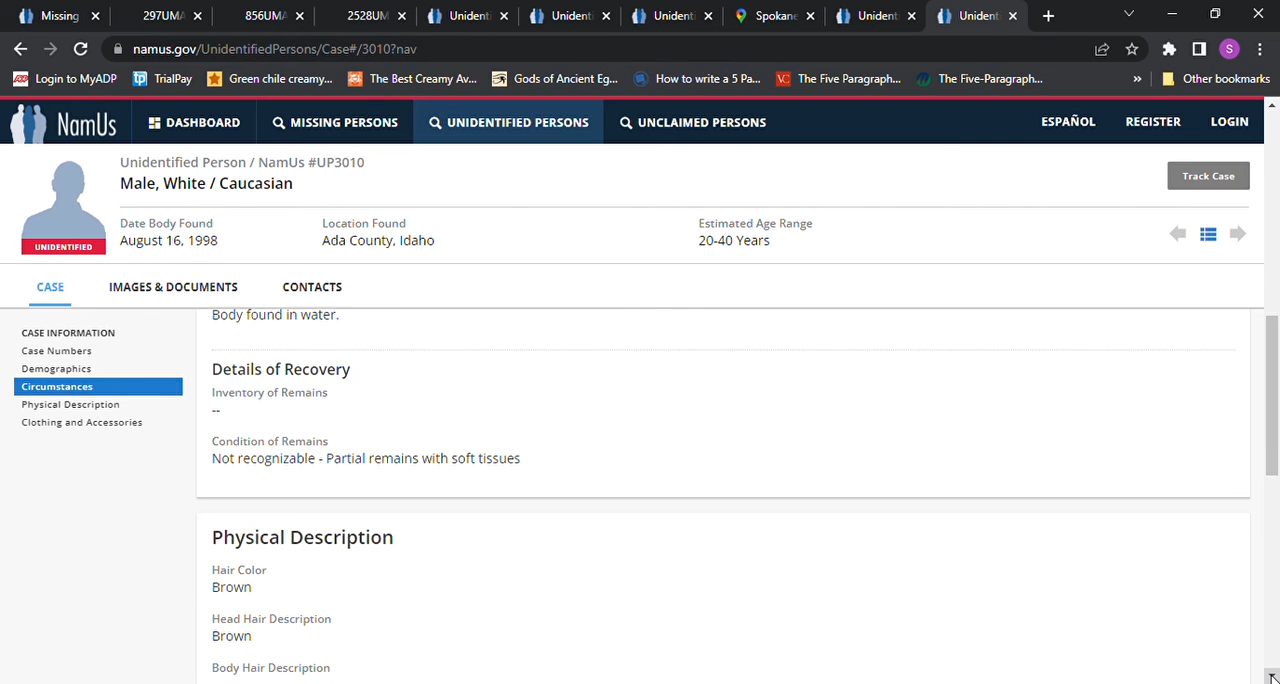 Missing
297UMA
856UMA
2528UM
Unident
Unident
Unident
Spokane
Unident
Unident
namus.gov/UnidentifiedPersons/Case#/3010?nav
S
Login to MyADP
TrialPay
Green chile creamy...
The Best Creamy Av...
Gods of Ancient Eg...
How to write a 5 Pa...
The Five Paragraph...
The Five-Paragraph...
»
Other bookmarks
NamUs
DASHBOARD
MISSING PERSONS
UNIDENTIFIED PERSONS
UNCLAIMED PERSONS
ESPAÑOL
REGISTER
LOGIN
Unidentified Person / NamUs #UP3010
Male, White / Caucasian
Track Case
UNIDENTIFIED
Date Body Found
August 16, 1998
Location Found
Ada County, Idaho
Estimated Age Range
20-40 Years
CASE
IMAGES & DOCUMENTS
CONTACTS
CASE INFORMATION
Case Numbers
Demographics
Circumstances
Physical Description
Clothing and Accessories
Body found in water.
Details of Recovery
Inventory of Remains
--
Condition of Remains
Not recognizable - Partial remains with soft tissues
Physical Description
Hair Color
Brown
Head Hair Description
Brown
Body Hair Description